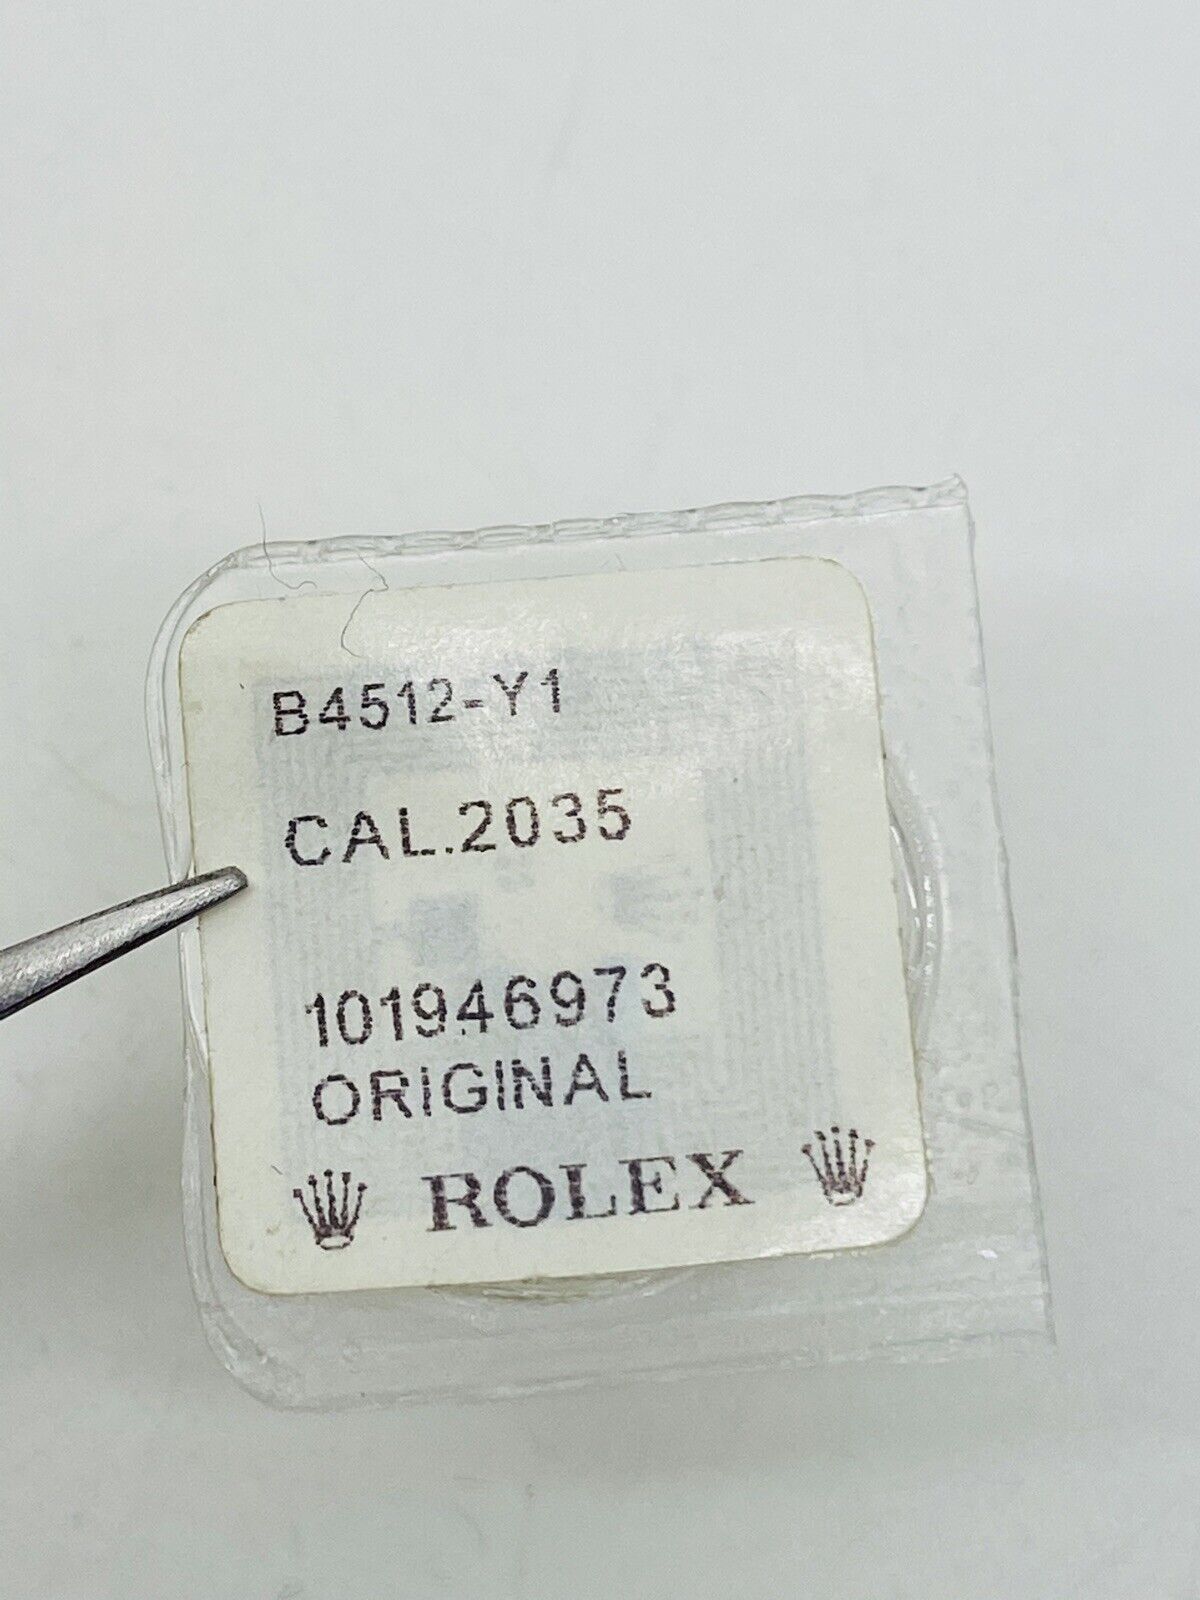 B4512-Y1
CAL.2035
101946973
ORIGINAL
ROLEX